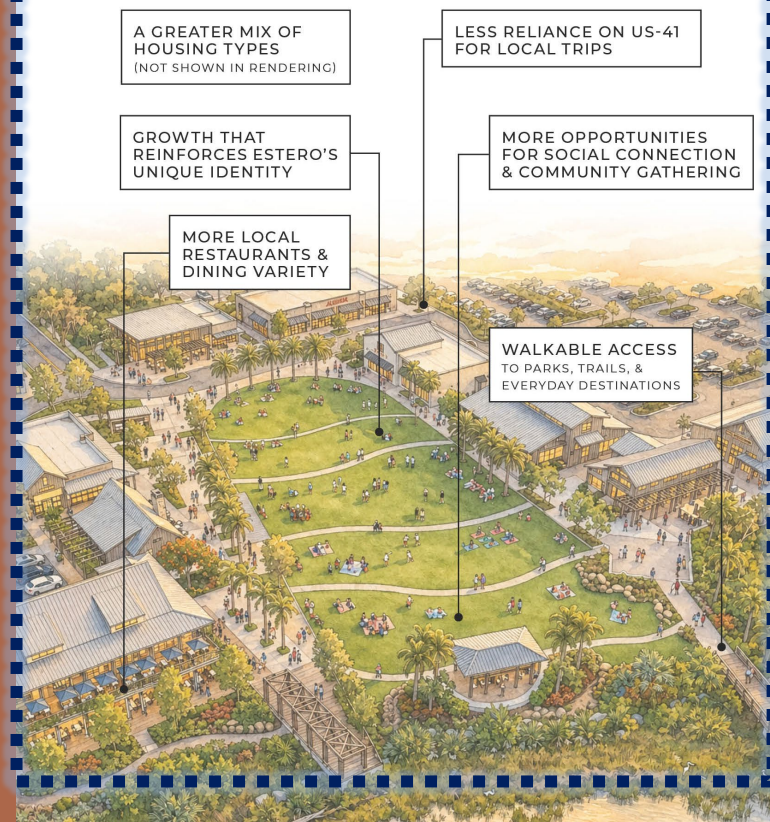 A GREATER MIX OF
HOUSING TYPES
(NOT SHOWN IN RENDERING)
LESS RELIANCE ON US-41
FOR LOCAL TRIPS
GROWTH THAT
REINFORCES ESTERO'S
UNIQUE IDENTITY
MORE OPPORTUNITIES
FOR SOCIAL CONNECTION
& COMMUNITY GATHERING
MORE LOCAL
RESTAURANTS &
DINING VARIETY
WALKABLE ACCESS
TO PARKS, TRAILS, &
EVERYDAY DESTINATIONS